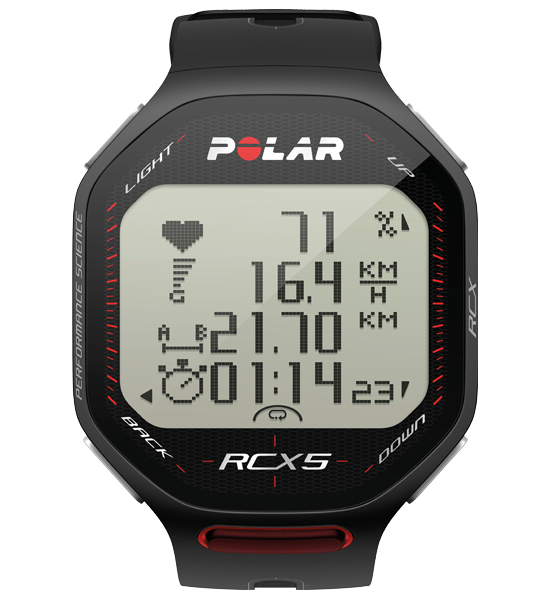 POLAR
LIGHT
UP
71 %
16.4 KM
H
A B 21.70 KM
01:14 23"
PERFORMANCE SCIENCE
RCX
BACK
RCX5
DOWN